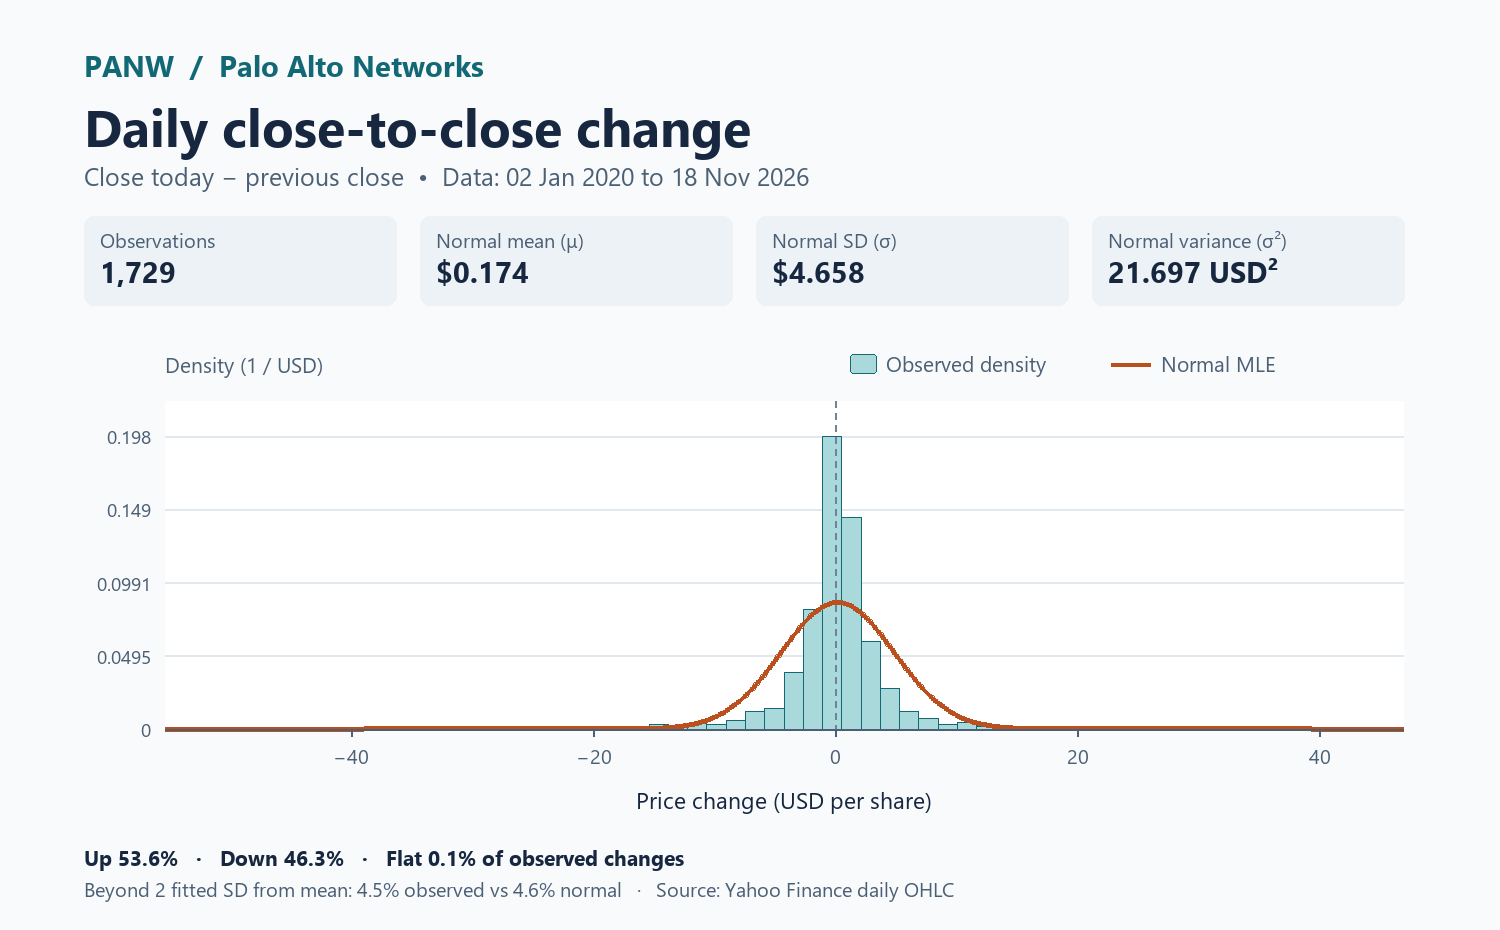 PANW / Palo Alto Networks
Daily close-to-close change
Close today − previous close • Data: 02 Jan 2020 to 18 Nov 2026
Observations
1,729
Normal mean (μ)
$0.174
Normal SD (σ)
$4.658
Normal variance (σ²)
21.697 USD²
Density (1 / USD)
Observed density
Normal MLE
0.198
0.149
0.0991
0.0495
0
−40
−20
0
20
40
Price change (USD per share)
Up 53.6% · Down 46.3% · Flat 0.1% of observed changes
Beyond 2 fitted SD from mean: 4.5% observed vs 4.6% normal · Source: Yahoo Finance daily OHLC